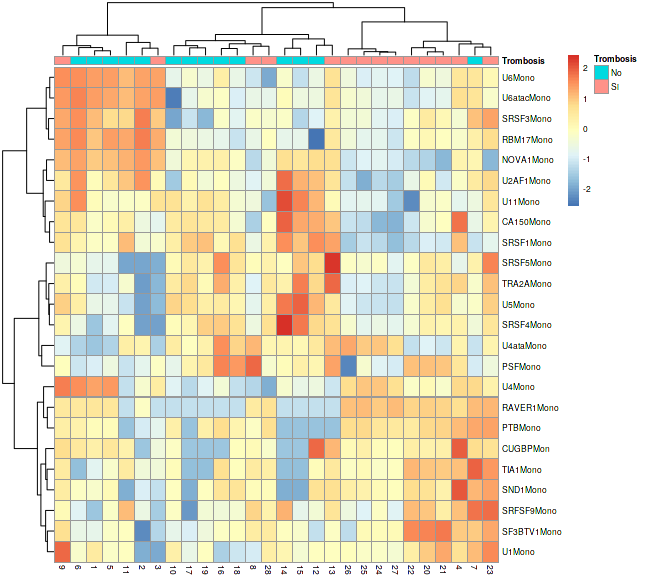 Trombosis
Trombosis
No
SI
2
1
0
-1
-2
U6Mono
U6atacMono
SRSF3Mono
RBM17Mono
NOVA1Mono
U2AF1Mono
U11Mono
CA150Mono
SRSF1Mono
SRSF5Mono
TRA2AMono
U5Mono
SRSF4Mono
U4ataMono
PSFMono
U4Mono
RAVER1Mono
PTBMono
CUGBPMon
TIA1Mono
SND1Mono
SRFSF9Mono
SF3BTV1Mono
U1Mono
9 6 1 5 11 2 3 10 17 19 16 18 8 28 14 15 12 13 26 25 24 27 22 20 21 4 7 23